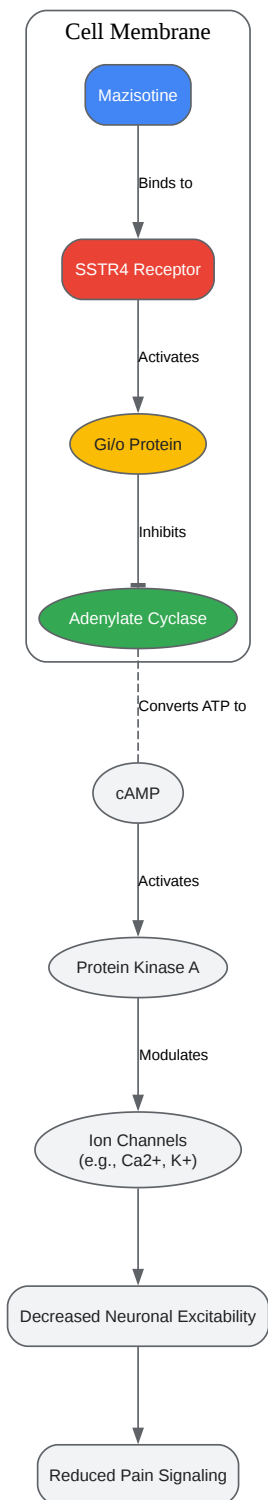 Cell Membrane
Mazisotine
Binds to
SSTR4 Receptor
Activates
Gi/o Protein
Inhibits
Adenylate Cyclase
Converts ATP to
cAMP
Activates
Protein Kinase A
Modulates
Ion Channels
(e.g., Ca2+, K+)
Decreased Neuronal Excitability
Reduced Pain Signaling